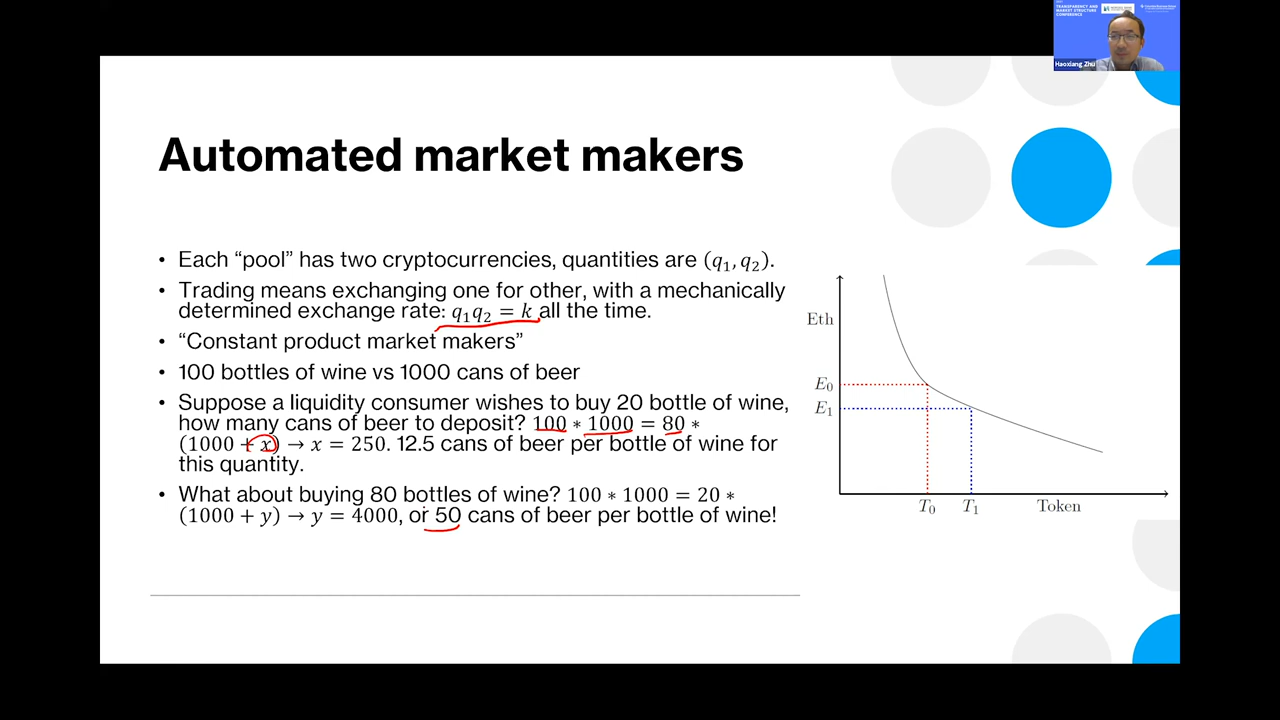 TRANSPARENCY AND
MARKET STRUCTURE
CONFERENCE
Haoxiang Zhu
Automated market makers
• Each “pool” has two cryptocurrencies, quantities are (q₁, q₂).
• Trading means exchanging one for other, with a mechanically
determined exchange rate: q₁q₂ = k all the time.
• “Constant product market makers”
• 100 bottles of wine vs 1000 cans of beer
• Suppose a liquidity consumer wishes to buy 20 bottle of wine,
how many cans of beer to deposit? 100 ∗ 1000 = 80 ∗
(1000 + x) → x = 250. 12.5 cans of beer per bottle of wine for
this quantity.
• What about buying 80 bottles of wine? 100 ∗ 1000 = 20 ∗
(1000 + y) → y = 4000, or 50 cans of beer per bottle of wine!
Eth
E₀
E₁
T₀ T₁ Token